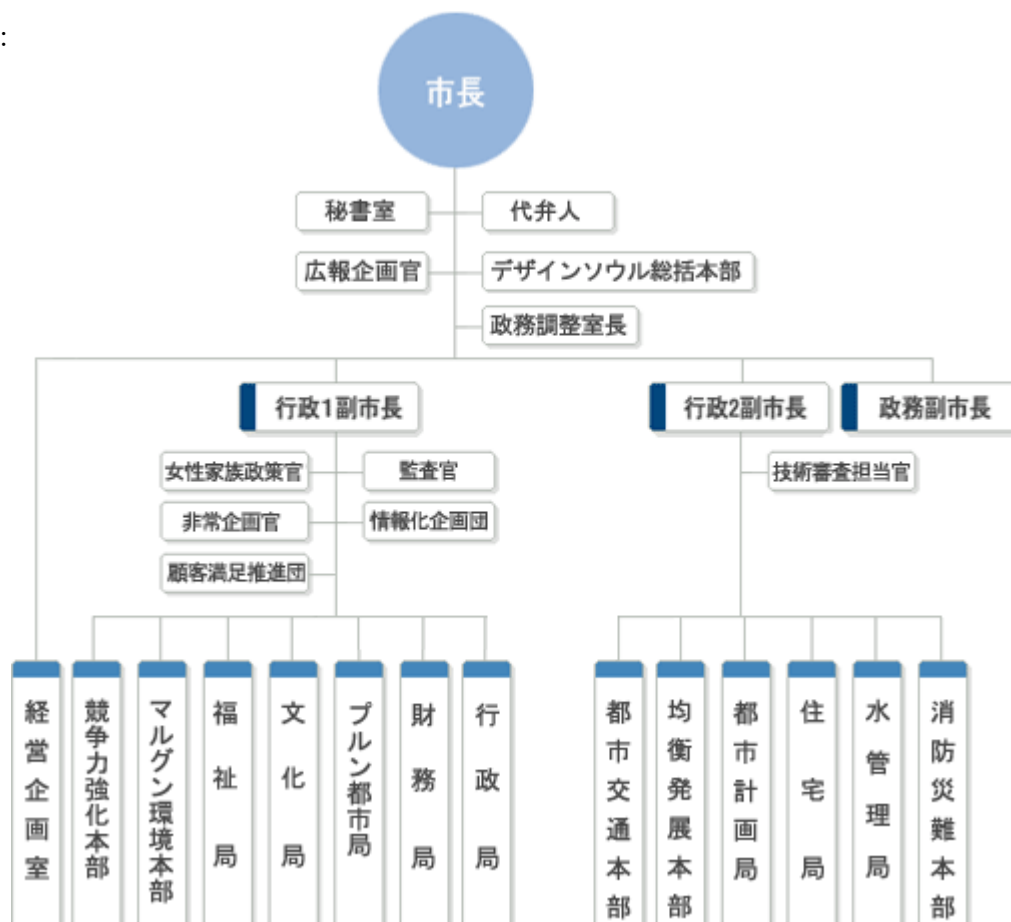 :
市長
秘書室
代弁人
広報企画官
デザインソウル総括本部
政務調整室長
行政1副市長
行政2副市長
政務副市長
女性家族政策官
監査官
技術審査担当官
非常企画官
情報化企画団
顧客満足推進団
経営企画室
競争力強化本部
マルグン環境本部
福祉局
文化局
プルン都市局
財務局
行政局
都市交通本部
均衡発展本部
都市計画局
住宅局
水管理局
消防災難本部